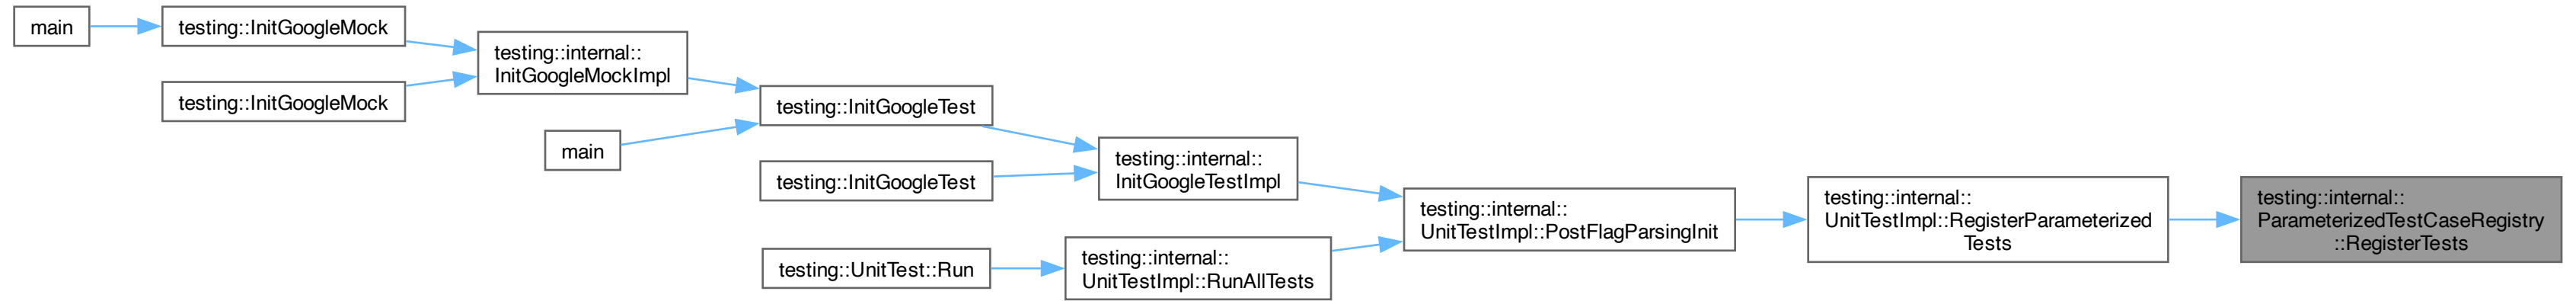 main
testing::InitGoogleMock
testing::InitGoogleMock
testing::internal::
InitGoogleMockImpl
main
testing::InitGoogleTest
testing::InitGoogleTest
testing::UnitTest::Run
testing::internal::
InitGoogleTestImpl
testing::internal::
UnitTestImpl::RunAllTests
testing::internal::
UnitTestImpl::PostFlagParsingInit
testing::internal::
UnitTestImpl::RegisterParameterized
Tests
testing::internal::
ParameterizedTestCaseRegistry
::RegisterTests